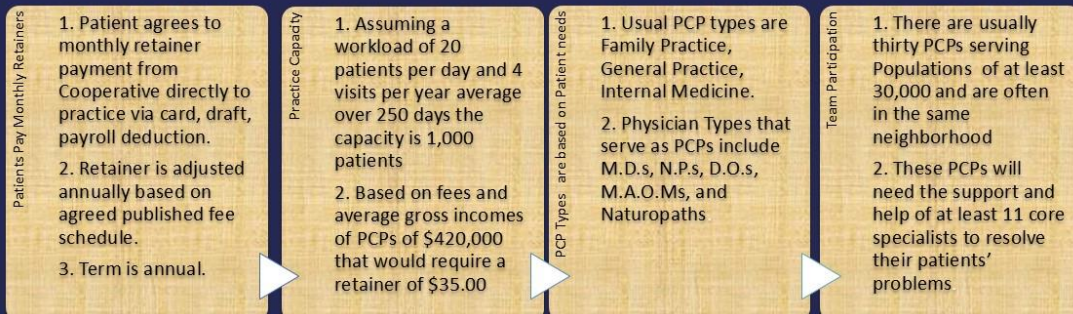 Patients Pay Monthly Retainers
1. Patient agrees to
monthly retainer
payment from
Cooperative directly to
practice via card, draft,
payroll deduction.
2. Retainer is adjusted
annually based on
agreed published fee
schedule.
3. Term is annual.
Practice Capacity
1. Assuming a
workload of 20
patients per day and 4
visits per year average
over 250 days the
capacity is 1,000
patients
2. Based on fees and
average gross incomes
of PCPs of $420,000
that would require a
retainer of $35.00
PCP Types are based on Patient needs
1. Usual PCP types are
Family Practice,
General Practice,
Internal Medicine.
2. Physician Types that
serve as PCPs include
M.D.s, N.P.s, D.O.s,
M.A.O.Ms, and
Naturopaths
Team Participation
1. There are usually
thirty PCPs serving
Populations of at least
30,000 and are often
in the same
neighborhood
2. These PCPs will
need the support and
help of at least 11 core
specialists to resolve
their patients'
problems